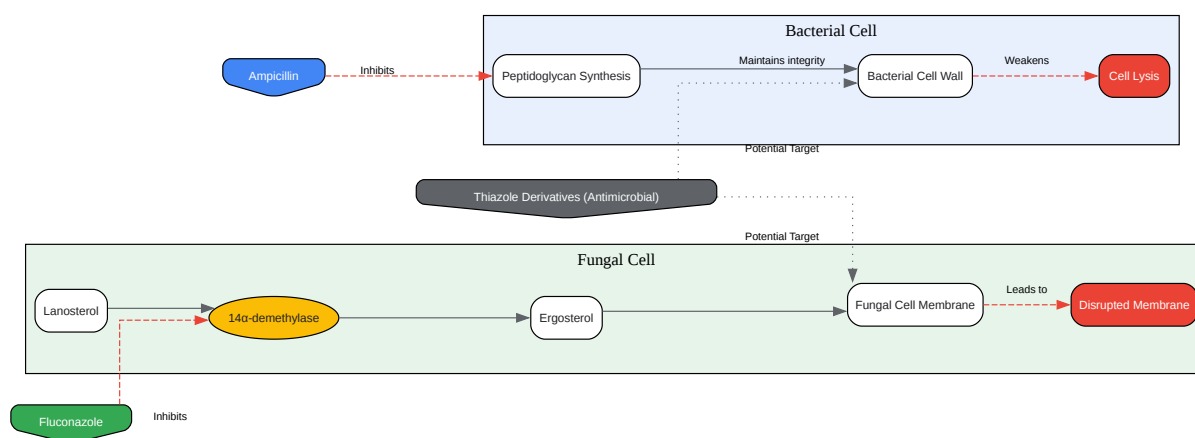 Bacterial Cell
Ampicillin
Inhibits
Peptidoglycan Synthesis
Maintains integrity
Bacterial Cell Wall
Weakens
Cell Lysis
Potential Target
Thiazole Derivatives (Antimicrobial)
Potential Target
Fungal Cell
Lanosterol
14α-demethylase
Ergosterol
Fungal Cell Membrane
Leads to
Disrupted Membrane
Fluconazole
Inhibits